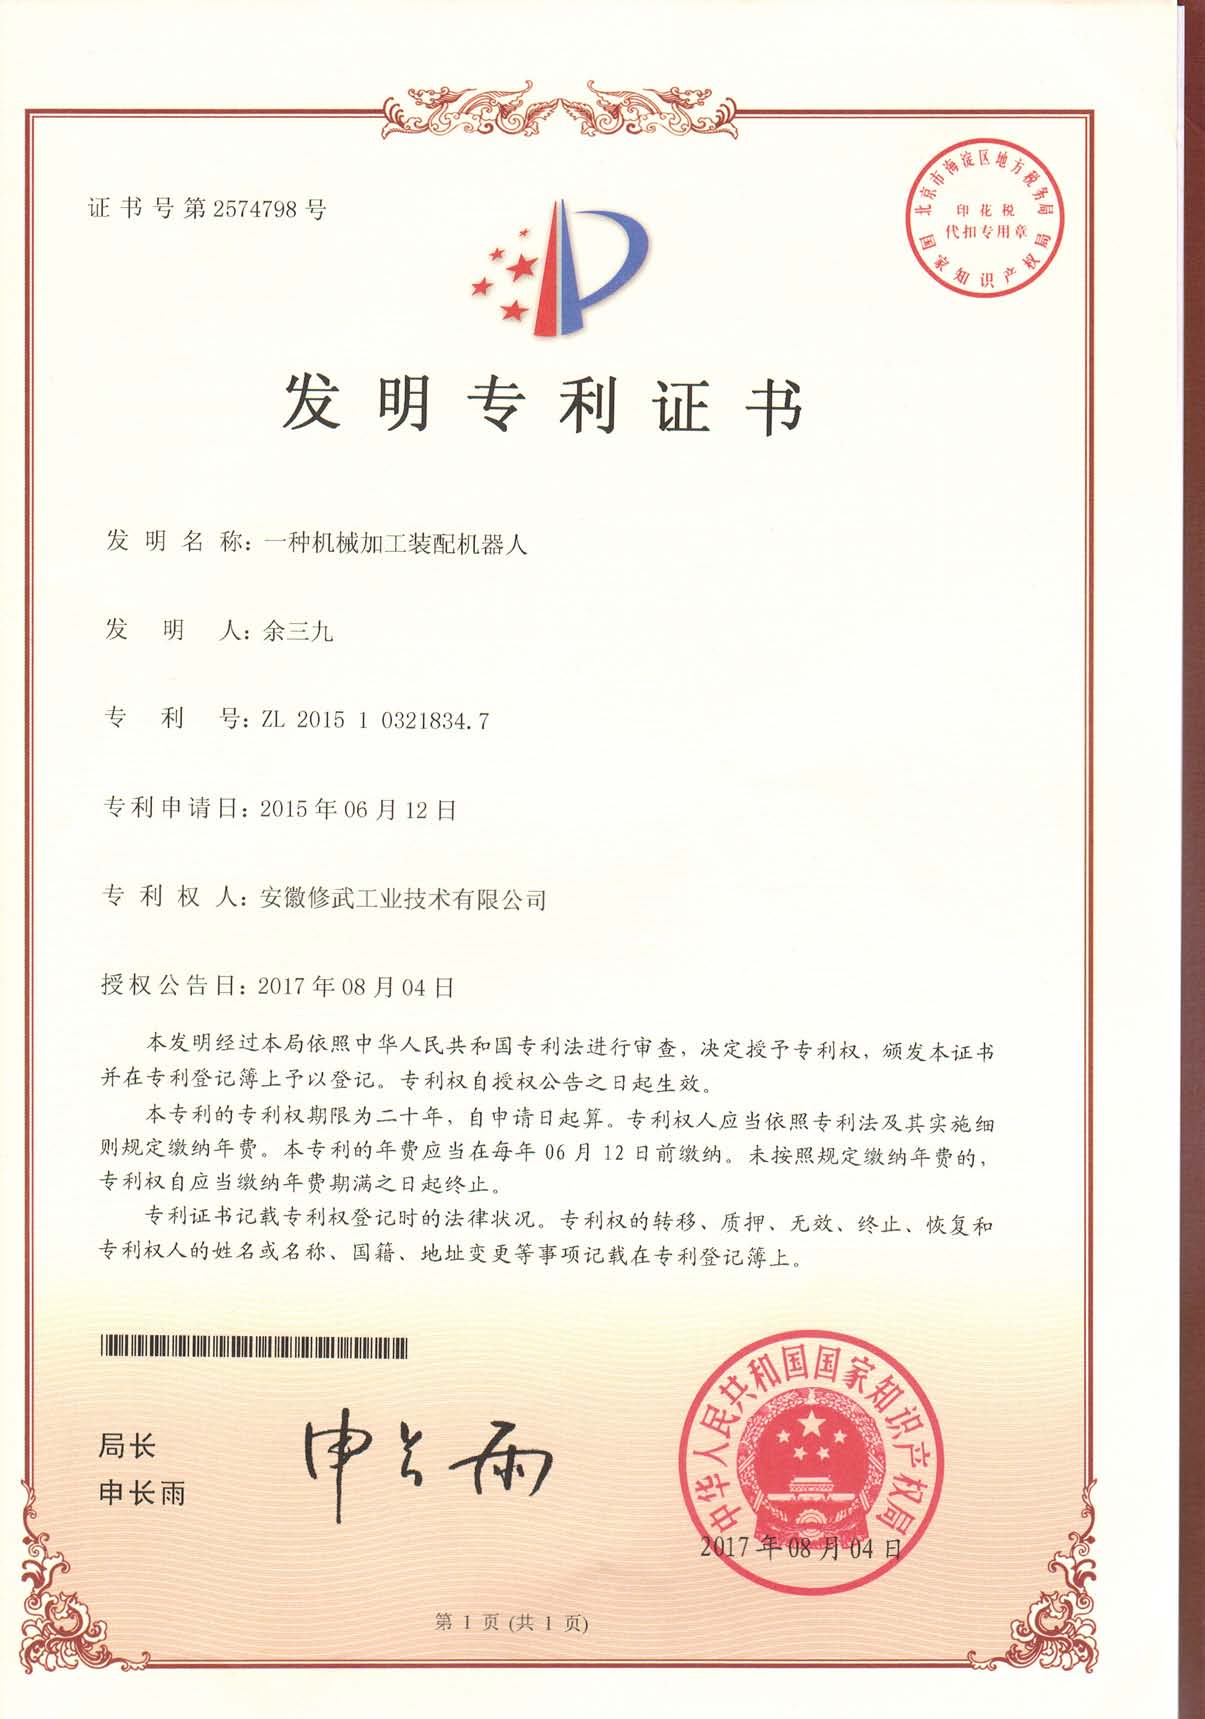 证书号第2574798号
北京市海淀区地方税务局
印花税
代扣专用章
国家知识产权局
发明专利证书
发明名称：一种机械加工装配机器人
发明人：余三九
专利号：ZL 2015 1 0321834.7
专利申请日：2015年06月12日
专利权人：安徽修武工业技术有限公司
授权公告日：2017年08月04日
本发明经过本局依照中华人民共和国专利法进行审查，决定授予专利权，颁发本证书
并在专利登记簿上予以登记。专利权自授权公告之日起生效。
本专利的专利权期限为二十年，自申请日起算。专利权人应当依照专利法及其实施细
则规定缴纳年费。本专利的年费应当在每年06月12日前缴纳。未按照规定缴纳年费的，
专利权自应当缴纳年费期满之日起终止。
专利证书记载专利权登记时的法律状况。专利权的转移、质押、无效、终止、恢复和
专利权人的姓名或名称、国籍、地址变更等事项记载在专利登记簿上。
局长
申长雨
申长雨
中华人民共和国国家知识产权局
2017年08月04日
第1页(共1页)